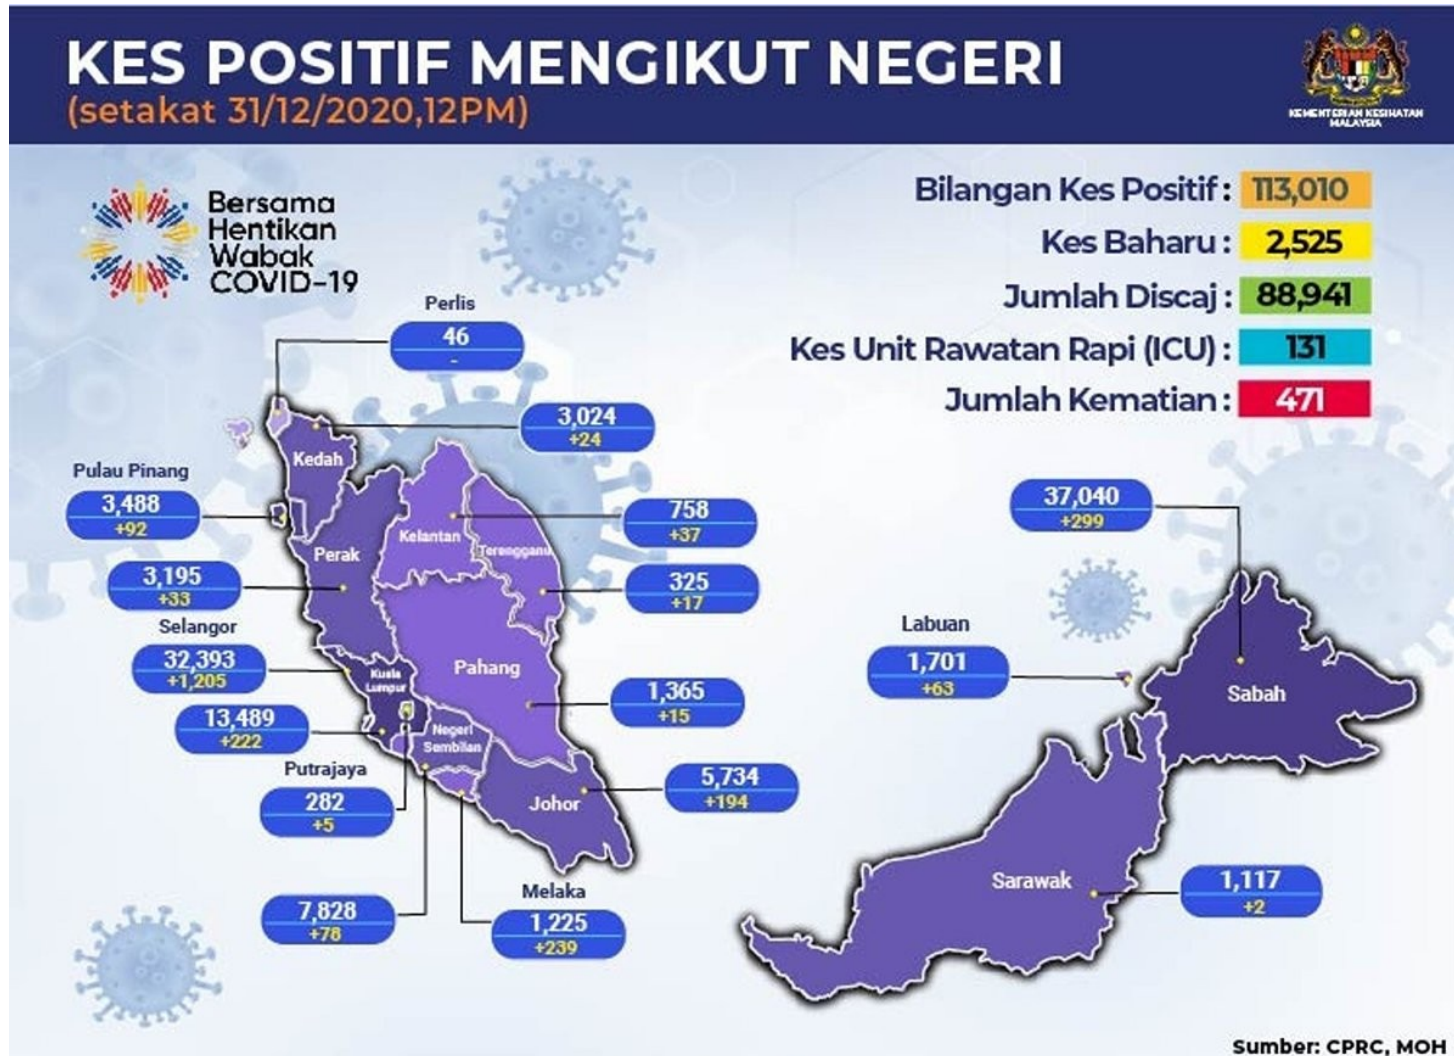 KES POSITIF MENGIKUT NEGERI
(setakat 31/12/2020,12PM)
KEMENTERIAN KESIHATAN
MALAYSIA
Bersama
Hentikan
Wabak
COVID-19
Bilangan Kes Positif : 113,010
Kes Baharu : 2,525
Jumlah Discaj : 88,941
Kes Unit Rawatan Rapi (ICU) : 131
Jumlah Kematian : 471
Perlis
46
-
3,024
+24
Kedah
Pulau Pinang
3,488
+92
758
+37
Kelantan
Terengganu
Perak
3,195
+33
325
+17
Selangor
32,393
+1,205
Kuala
Lumpur
Pahang
1,365
+15
13,489
+222
Negeri
Sembilan
Putrajaya
282
+5
Johor
5,734
+194
7,828
+78
Melaka
1,225
+239
37,040
+299
Labuan
1,701
+63
Sabah
Sarawak
1,117
+2
Sumber: CPRC, MOH